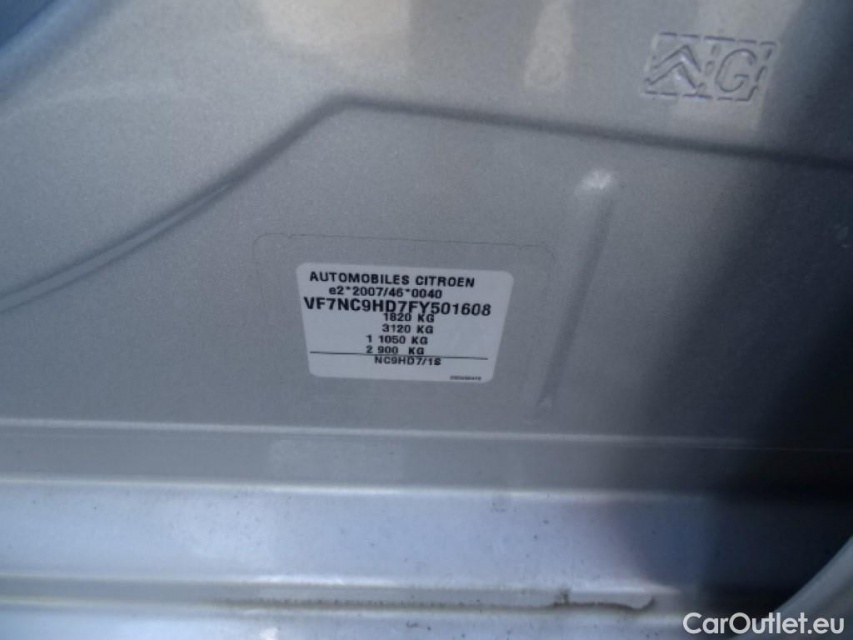 G
AUTOMOBILES CITROEN
e2*2007/46*0040
VF7NC9HD7FY501608
1820 KG
3120 KG
1 1050 KG
2 900 KG
NC9HD7/1S
CarOutlet.eu